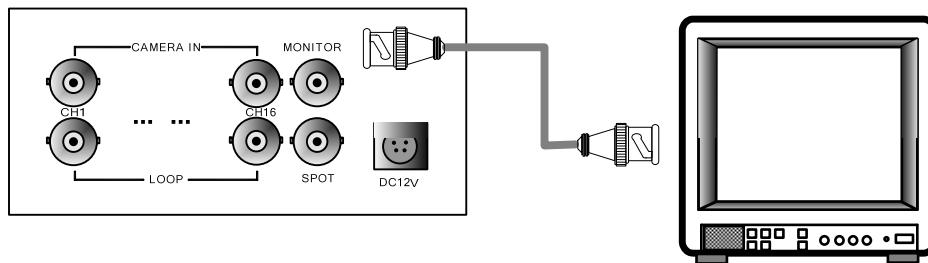 CAMERA IN
MONITOR
CH1
CH16
... ...
LOOP
SPOT
DC12V